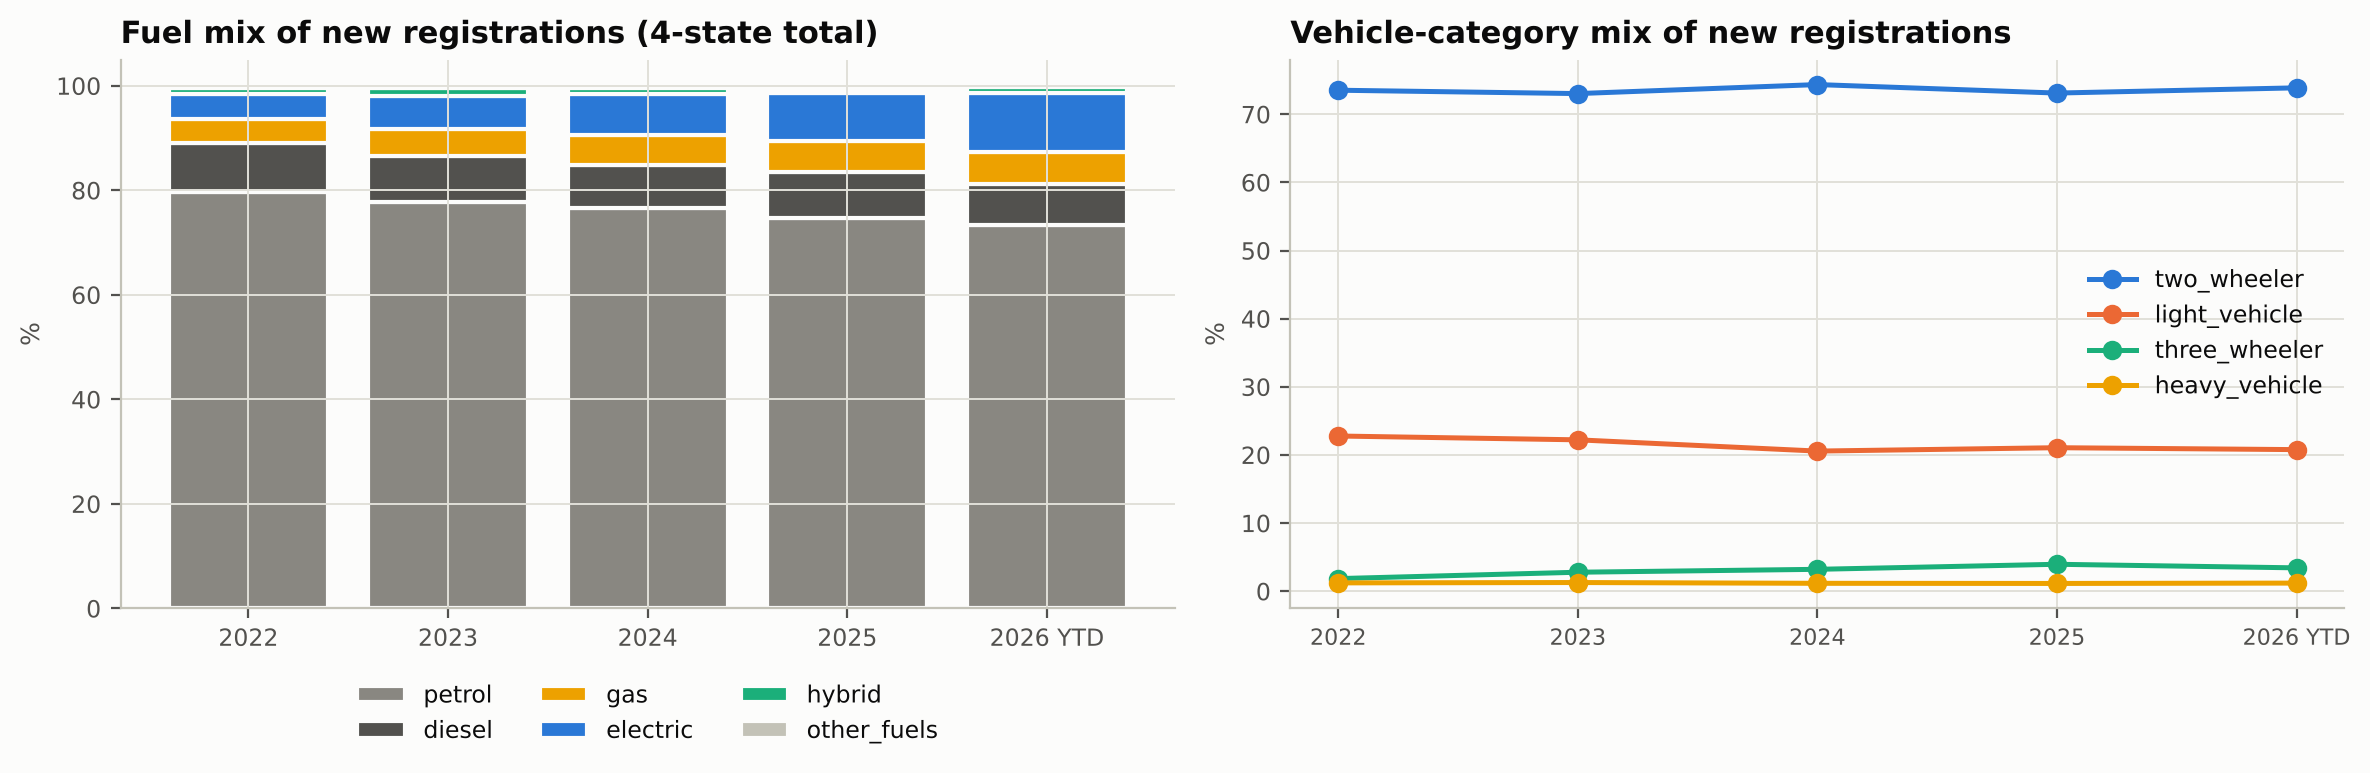 Fuel mix of new registrations (4-state total)
%
100
80
60
40
20
0
2022 2023 2024 2025 2026 YTD
petrol gas hybrid
diesel electric other_fuels
Vehicle-category mix of new registrations
%
70
60
50
40
30
20
10
0
two_wheeler
light_vehicle
three_wheeler
heavy_vehicle
2022 2023 2024 2025 2026 YTD